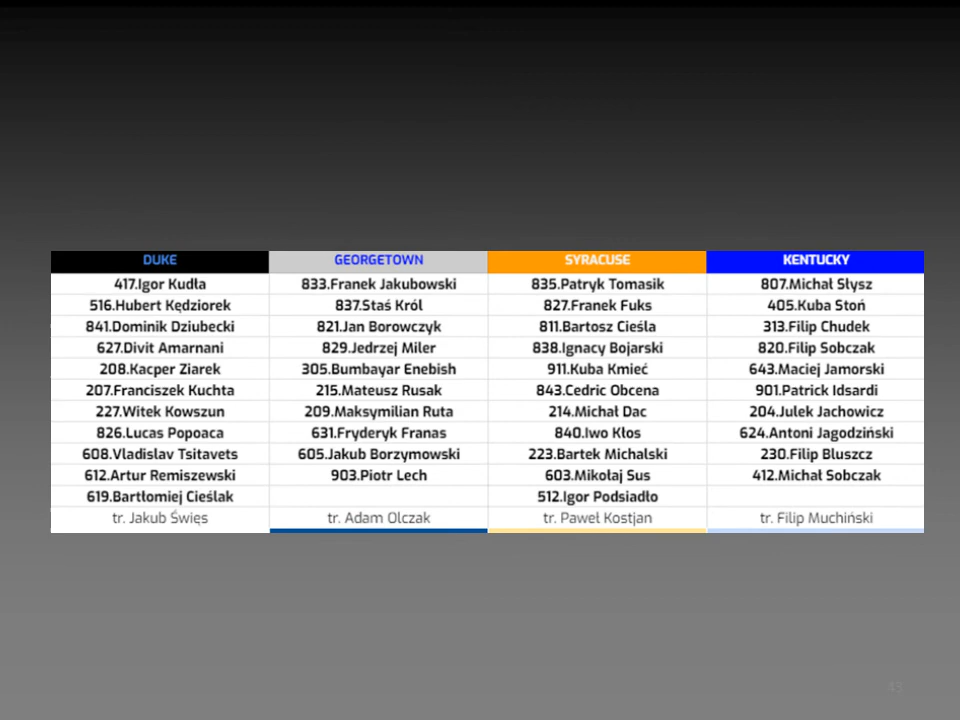 DUKE GEORGETOWN SYRACUSE KENTUCKY
417.Igor Kudła 833.Franek Jakubowski 835.Patryk Tomasik 807.Michał Słysz
516.Hubert Kędziorek 837.Staś Król 827.Franek Fuks 405.Kuba Stoń
841.Dominik Dziubecki 821.Jan Borowczyk 811.Bartosz Cieśla 313.Filip Chudek
627.Divit Amarnani 829.Jedrzej Miler 838.Ignacy Bojarski 820.Filip Sobczak
208.Kacper Ziarek 305.Bumbayar Enebish 911.Kuba Kmieć 643.Maciej Jamorski
207.Franciszek Kuchta 215.Mateusz Rusak 843.Cedric Obcena 901.Patrick Idsardi
227.Witek Kowszun 209.Maksymilian Ruta 214.Michał Dac 204.Julek Jachowicz
826.Lucas Popoaca 631.Fryderyk Franas 840.Iwo Kłos 624.Antoni Jagodziński
608.Vladislav Tsitavets 605.Jakub Borzymowski 223.Bartek Michalski 230.Filip Bluszcz
612.Artur Remiszewski 903.Piotr Lech 603.Mikołaj Sus 412.Michał Sobczak
619.Bartłomiej Cieślak 512.Igor Podsiadło
tr. Jakub Święs tr. Adam Olczak tr. Paweł Kostjan tr. Filip Muchiński